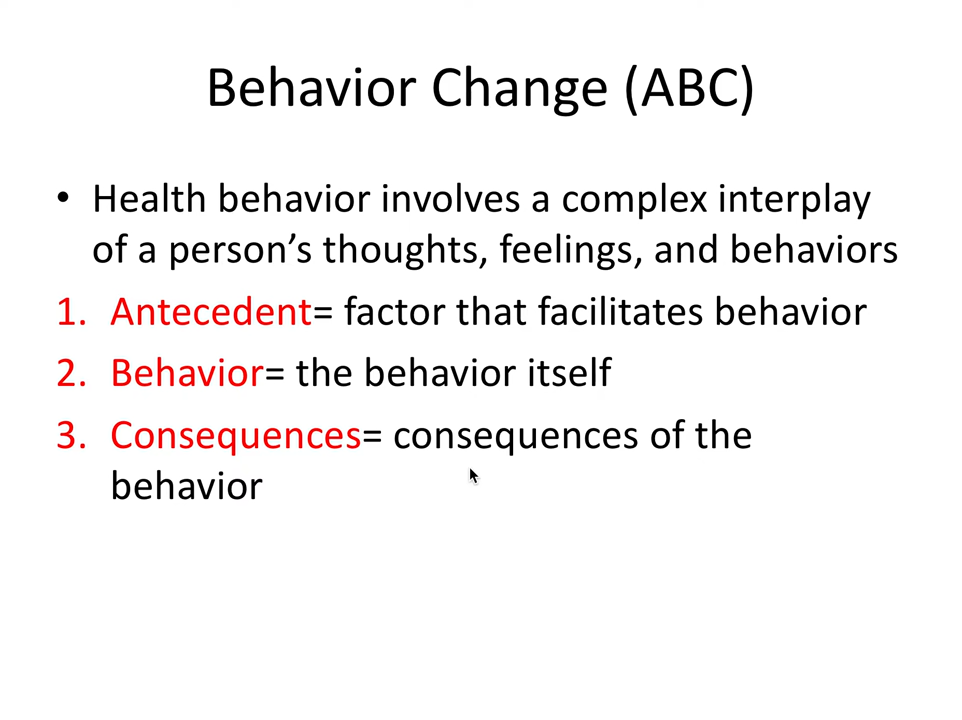 Behavior Change (ABC)
• Health behavior involves a complex interplay
of a person’s thoughts, feelings, and behaviors
1. Antecedent= factor that facilitates behavior
2. Behavior= the behavior itself
3. Consequences= consequences of the
behavior